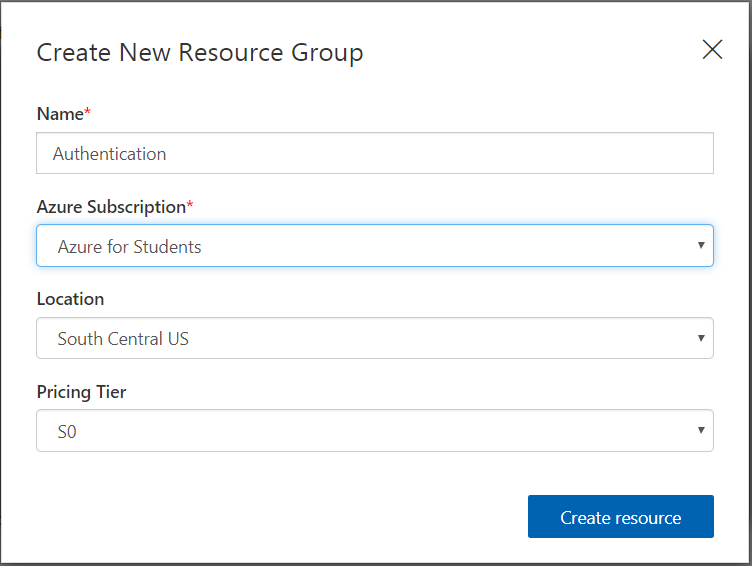 Create New Resource Group
Name*
Authentication
Azure Subscription*
Azure for Students
Location
South Central US
Pricing Tier
S0
Create resource